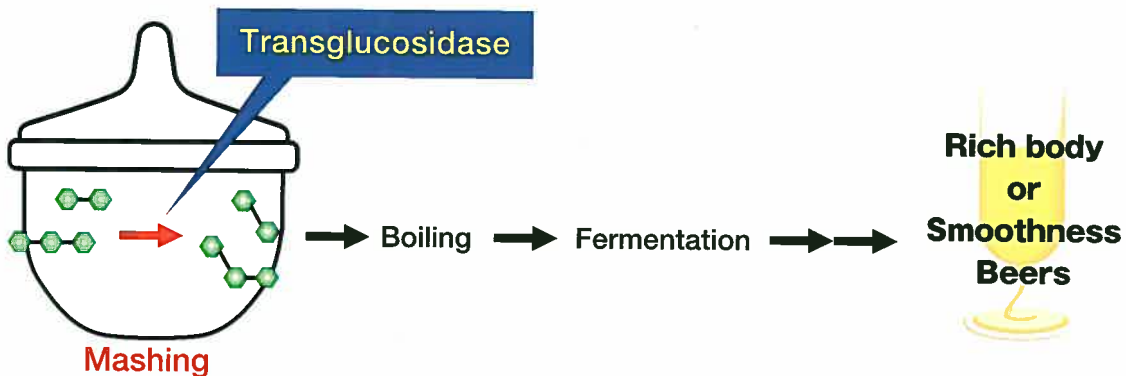 Transglucosidase
Rich body
or
Smoothness
Beers
Boiling
Fermentation
Mashing